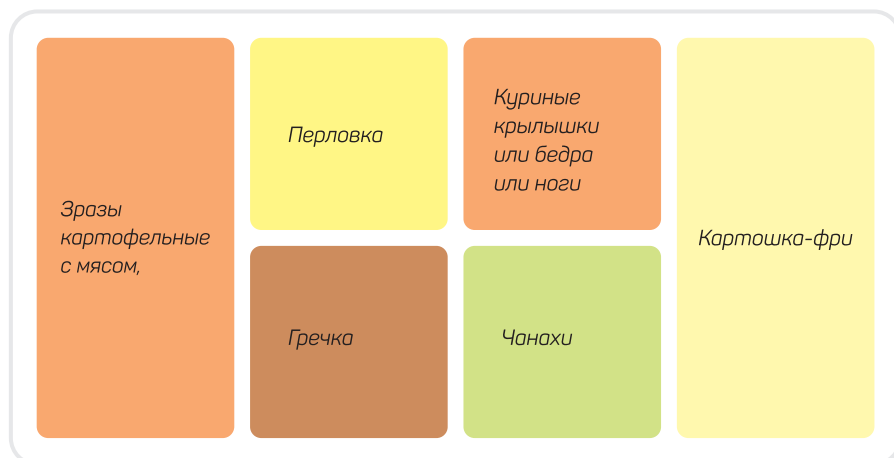 Зразы
картофельные
с мясом,
Перловка
Гречка
Куриные
крылышки
или бедра
или ноги
Чанахи
Картошка-фри